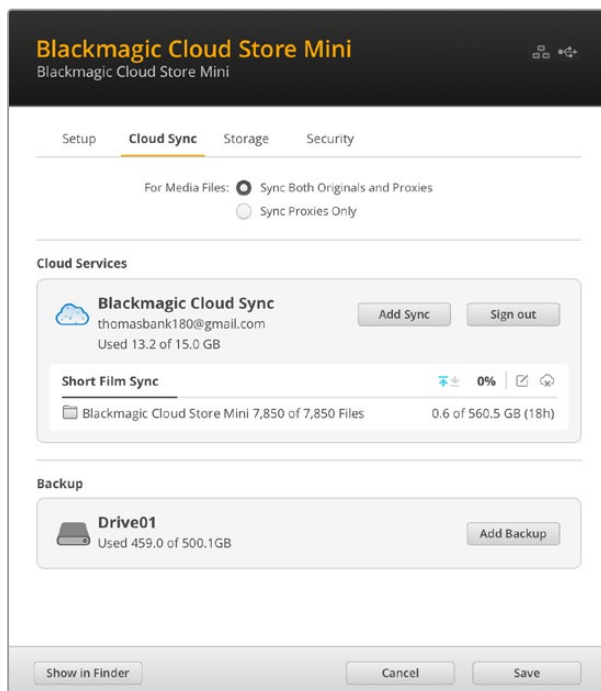 Blackmagic Cloud Store Mini
Blackmagic Cloud Store Mini
Setup Cloud Sync Storage Security
For Media Files: Sync Both Originals and Proxies
Sync Proxies Only
Cloud Services
Blackmagic Cloud Sync
thomasbank180@gmail.com
Used 13.2 of 15.0 GB
Add Sync Sign out
Short Film Sync 0%
Blackmagic Cloud Store Mini 7,850 of 7,850 Files 0.6 of 560.5 GB (18h)
Backup
Drive01
Used 459.0 of 500.1GB
Add Backup
Show in Finder Cancel Save